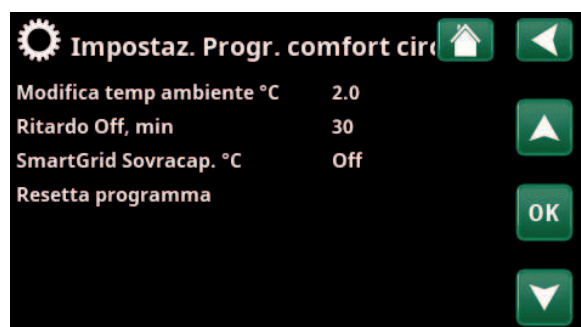 Impostaz. Progr. comfort circ
Modifica temp ambiente °C 2.0
Ritardo Off, min 30
SmartGrid Sovracap. °C Off
Resetta programma
OK